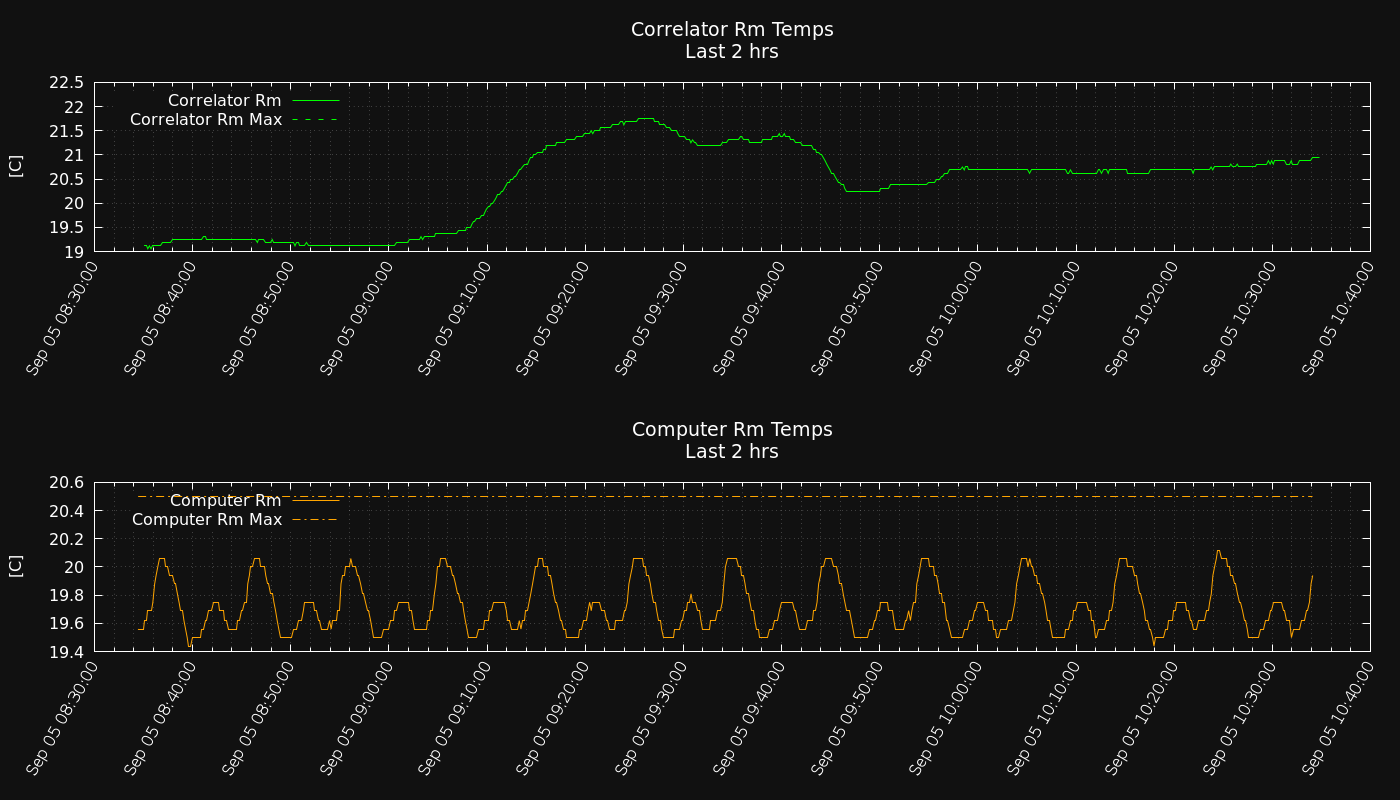 Correlator Rm Temps
Last 2 hrs
22.5
22
21.5
21
20.5
20
19.5
19
[C]
Correlator Rm
Correlator Rm Max
Sep 05 08:30:00
Sep 05 08:40:00
Sep 05 08:50:00
Sep 05 09:00:00
Sep 05 09:10:00
Sep 05 09:20:00
Sep 05 09:30:00
Sep 05 09:40:00
Sep 05 09:50:00
Sep 05 10:00:00
Sep 05 10:10:00
Sep 05 10:20:00
Sep 05 10:30:00
Sep 05 10:40:00
Computer Rm Temps
Last 2 hrs
20.6
20.4
20.2
20
19.8
19.6
19.4
[C]
Computer Rm
Computer Rm Max
Sep 05 08:30:00
Sep 05 08:40:00
Sep 05 08:50:00
Sep 05 09:00:00
Sep 05 09:10:00
Sep 05 09:20:00
Sep 05 09:30:00
Sep 05 09:40:00
Sep 05 09:50:00
Sep 05 10:00:00
Sep 05 10:10:00
Sep 05 10:20:00
Sep 05 10:30:00
Sep 05 10:40:00